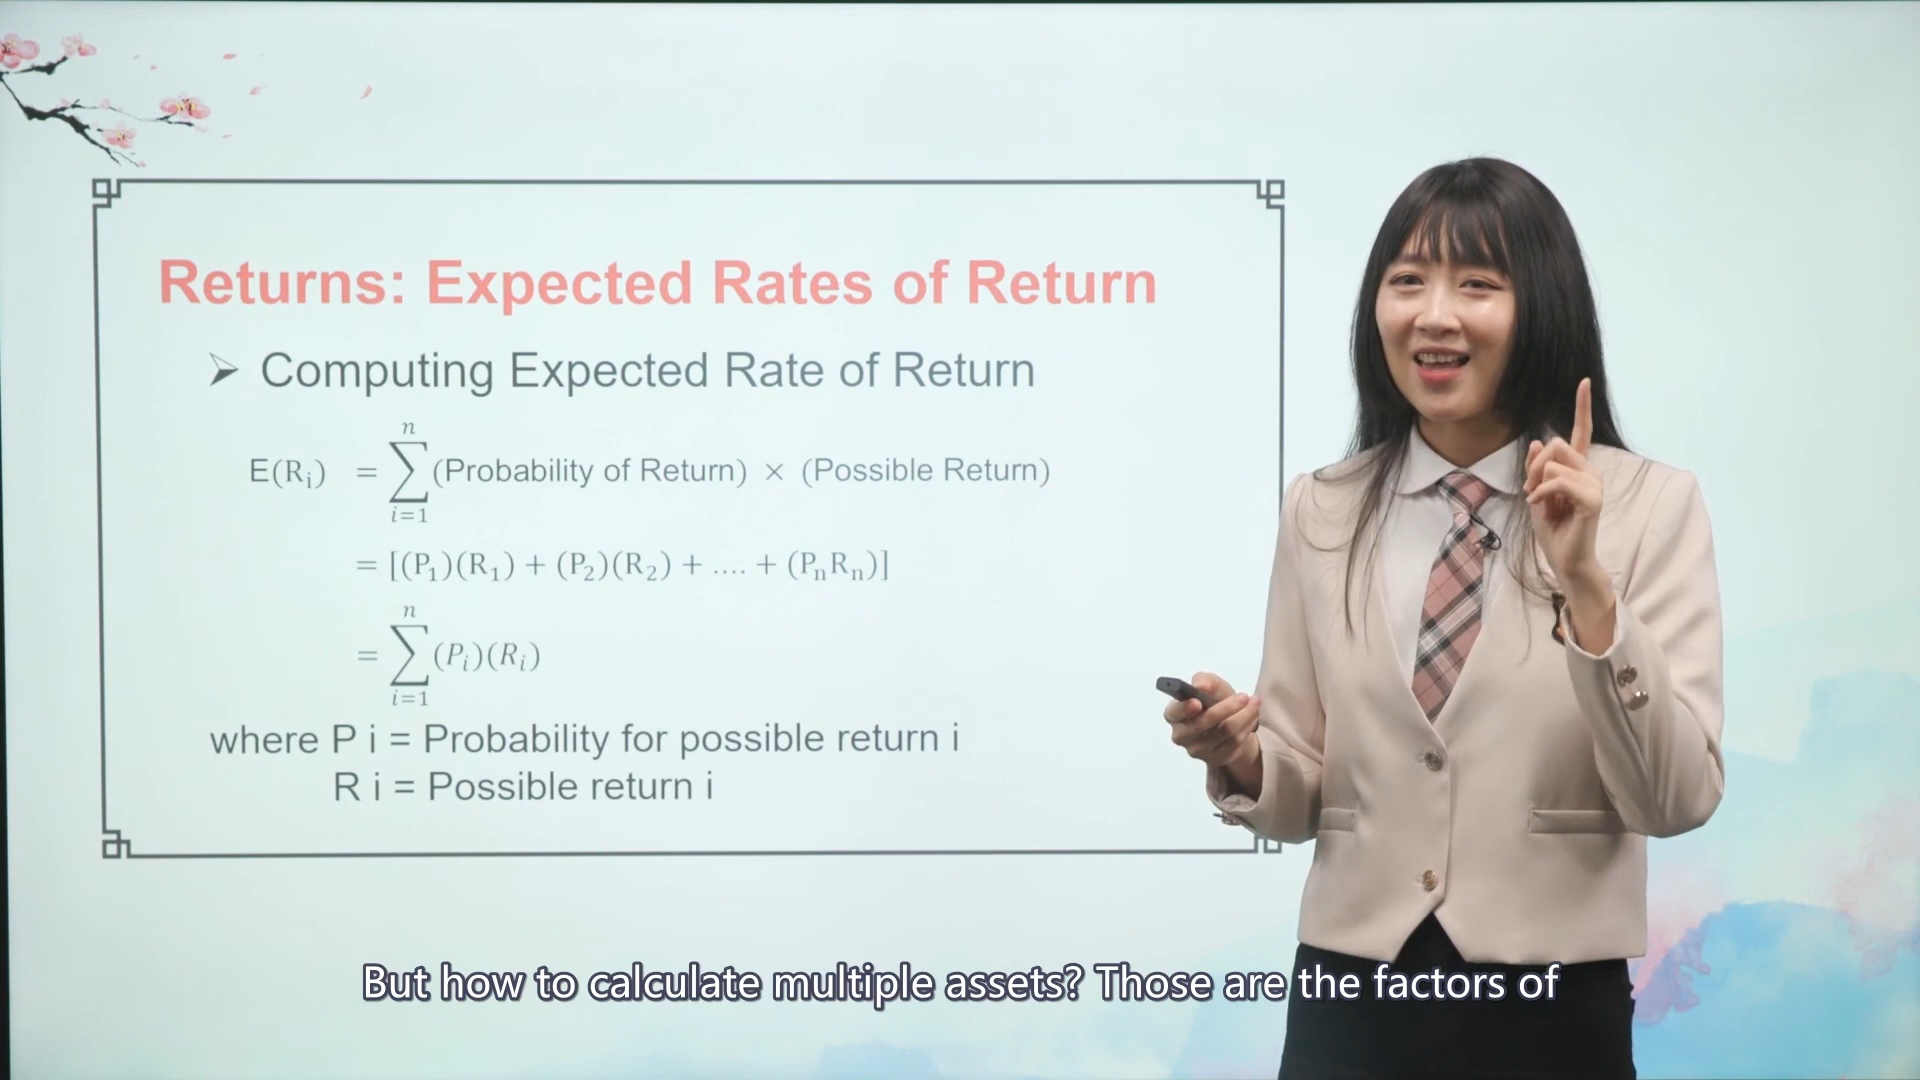 Returns: Expected Rates of Return
➢ Computing Expected Rate of Return
n
E(Rᵢ) = ∑ (Probability of Return) × (Possible Return)
i=1
= [(P₁)(R₁) + (P₂)(R₂) + .... + (PₙRₙ)]
n
= ∑ (Pᵢ)(Rᵢ)
i=1
where P i = Probability for possible return i
R i = Possible return i
But how to calculate multiple assets? Those are the factors of